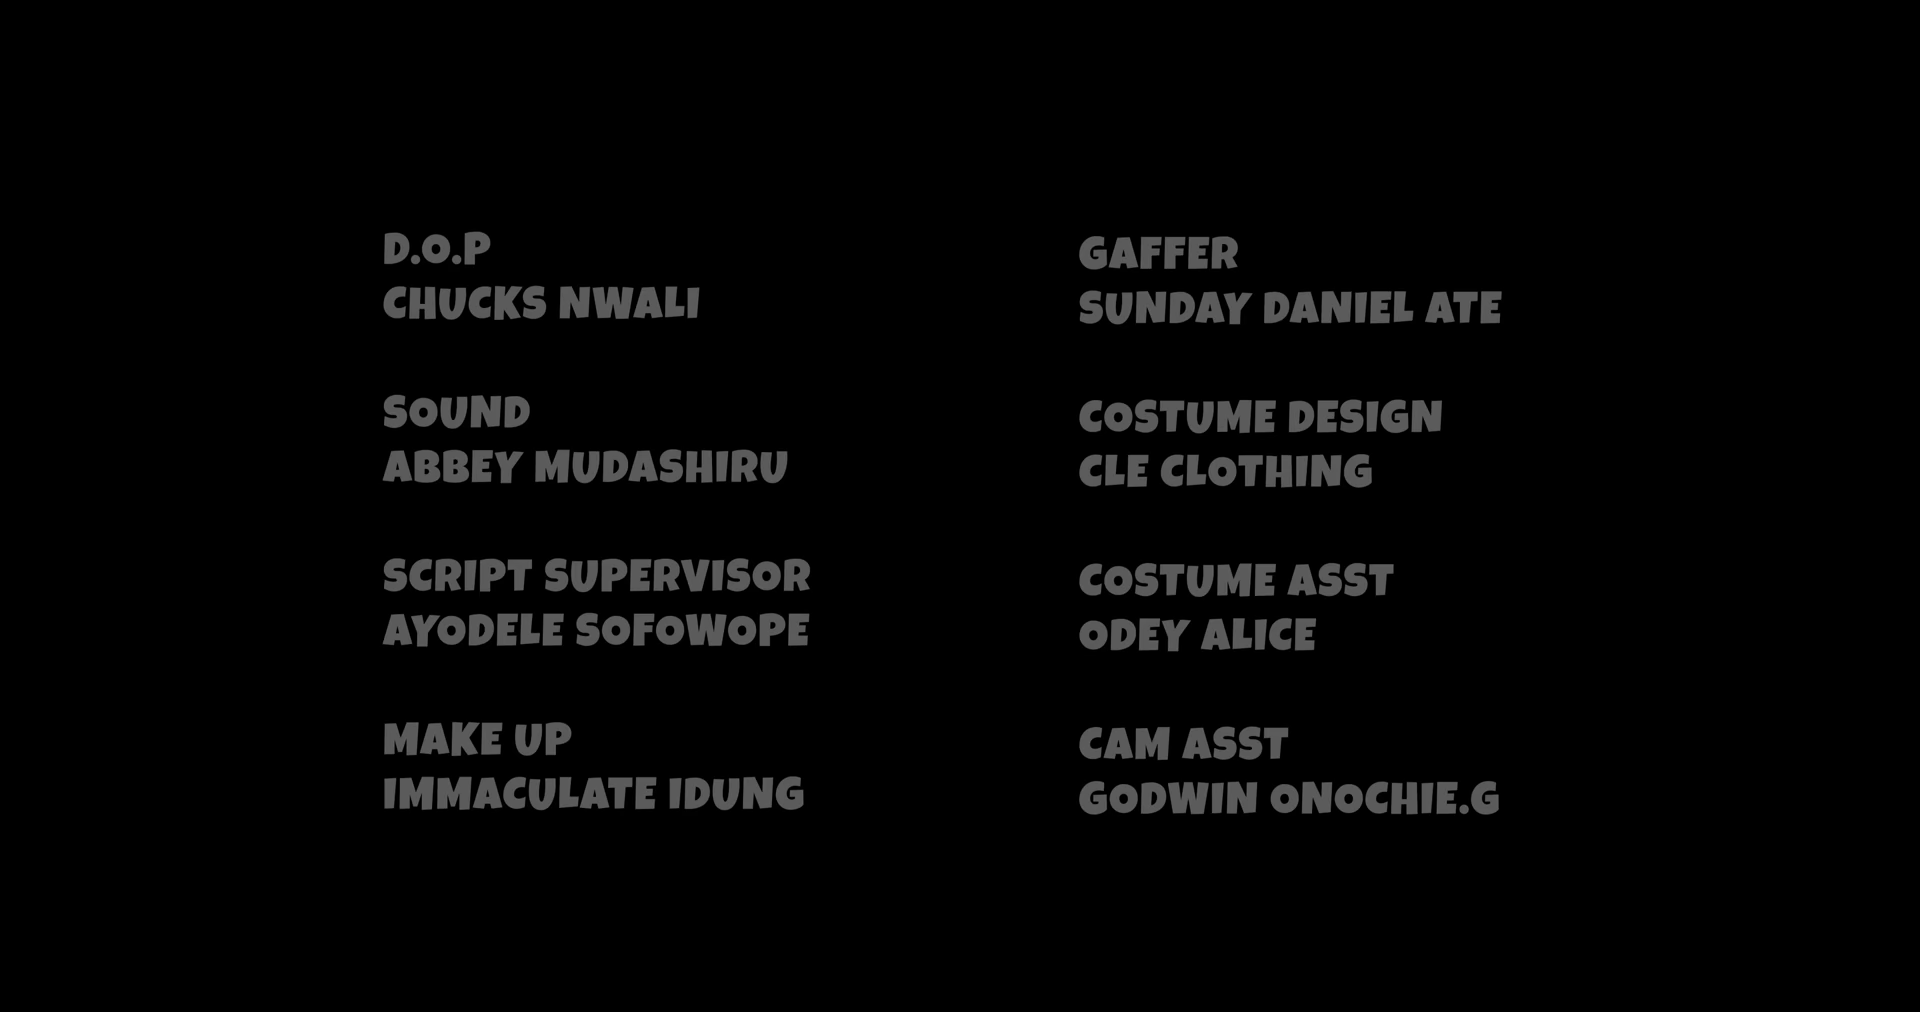 D.O.P
CHUCKS NWALI
SOUND
ABBEY MUDASHIRU
SCRIPT SUPERVISOR
AYODELE SOFOWOPE
MAKE UP
IMMACULATE IDUNG
GAFFER
SUNDAY DANIEL ATE
COSTUME DESIGN
CLE CLOTHING
COSTUME ASST
ODEY ALICE
CAM ASST
GODWIN ONOCHIE.G